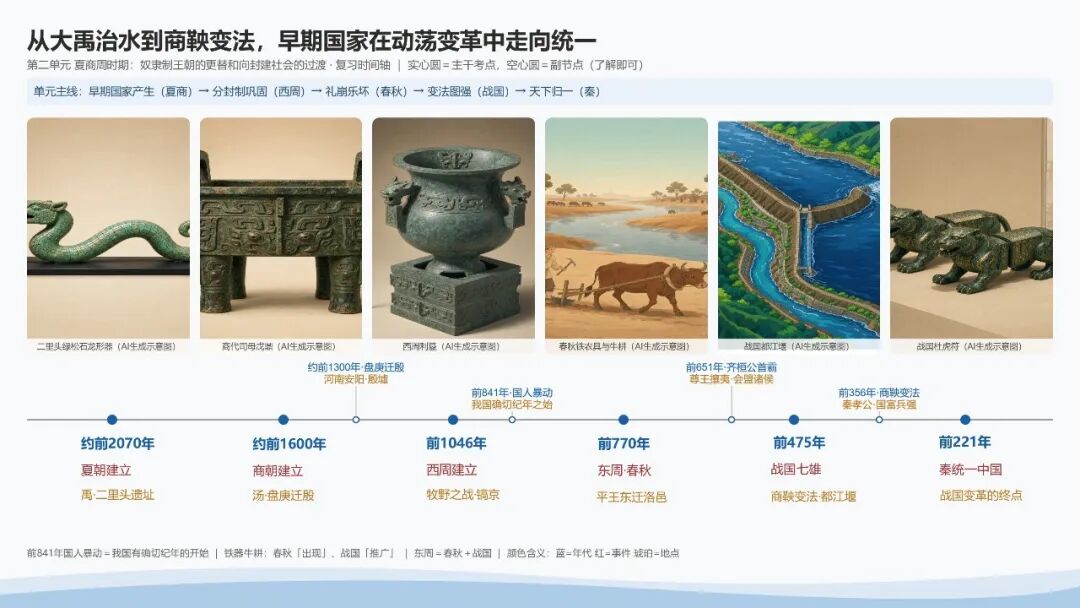 从大禹治水到商鞅变法，早期国家在动荡变革中走向统一
第二单元 夏商周时期：奴隶制王朝的更替和向封建社会的过渡 · 复习时间轴 ｜ 实心圆=主干考点，空心圆=副节点（了解即可）
单元主线：早期国家产生（夏商）→ 分封制巩固（西周）→ 礼崩乐坏（春秋）→ 变法图强（战国）→ 天下归一（秦）
二里头绿松石龙形器（AI生成示意图）
商代司母戊鼎（AI生成示意图）
西周利簋（AI生成示意图）
春秋铁农具与牛耕（AI生成示意图）
战国都江堰（AI生成示意图）
战国杜虎符（AI生成示意图）
约前1300年·盘庚迁殷
河南安阳·殷墟
前841年·国人暴动
我国确切纪年之始
前651年·齐桓公首霸
尊王攘夷·会盟诸侯
前356年·商鞅变法
秦孝公·国富兵强
约前2070年
夏朝建立
禹·二里头遗址
约前1600年
商朝建立
汤·盘庚迁殷
前1046年
西周建立
牧野之战·镐京
前770年
东周·春秋
平王东迁洛邑
前475年
战国七雄
商鞅变法·都江堰
前221年
秦统一中国
战国变革的终点
前841年国人暴动=我国有确切纪年的开始 ｜ 铁器牛耕：春秋「出现」、战国「推广」 ｜ 东周=春秋+战国 ｜ 颜色含义：蓝=年代 红=事件 琥珀=地点